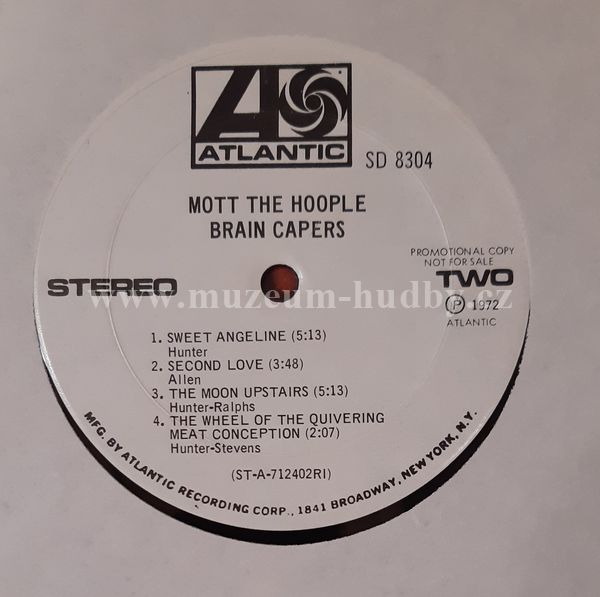 ATLANTIC
SD 8304
MOTT THE HOOPLE
BRAIN CAPERS
PROMOTIONAL COPY
NOT FOR SALE
STEREO
TWO
www.muzeum-hudby.cz
℗ 1972
ATLANTIC
1. SWEET ANGELINE (5:13)
Hunter
2. SECOND LOVE (3:48)
Allen
3. THE MOON UPSTAIRS (5:13)
Hunter-Ralphs
4. THE WHEEL OF THE QUIVERING
MEAT CONCEPTION (2:07)
Hunter-Stevens
(ST-A-712402RI)
MFG. BY ATLANTIC RECORDING CORP., 1841 BROADWAY, NEW YORK, N.Y.